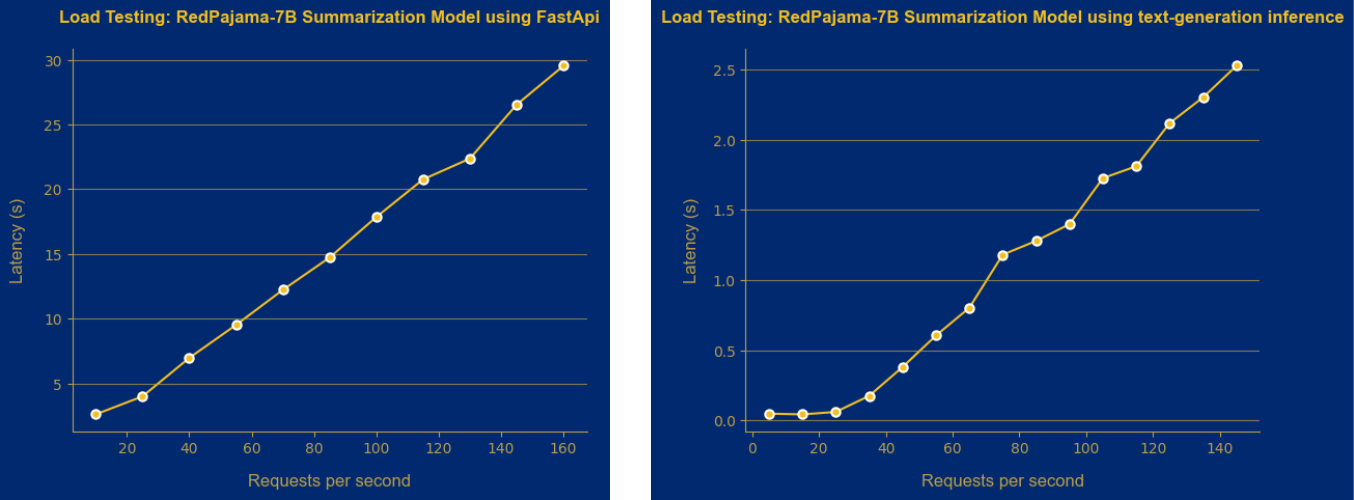 Load Testing: RedPajama-7B Summarization Model using FastApi
30
25
20
15
10
5
Latency (s)
20 40 60 80 100 120 140 160
Requests per second
Load Testing: RedPajama-7B Summarization Model using text-generation inference
2.5
2.0
1.5
1.0
0.5
0.0
Latency (s)
0 20 40 60 80 100 120 140
Requests per second